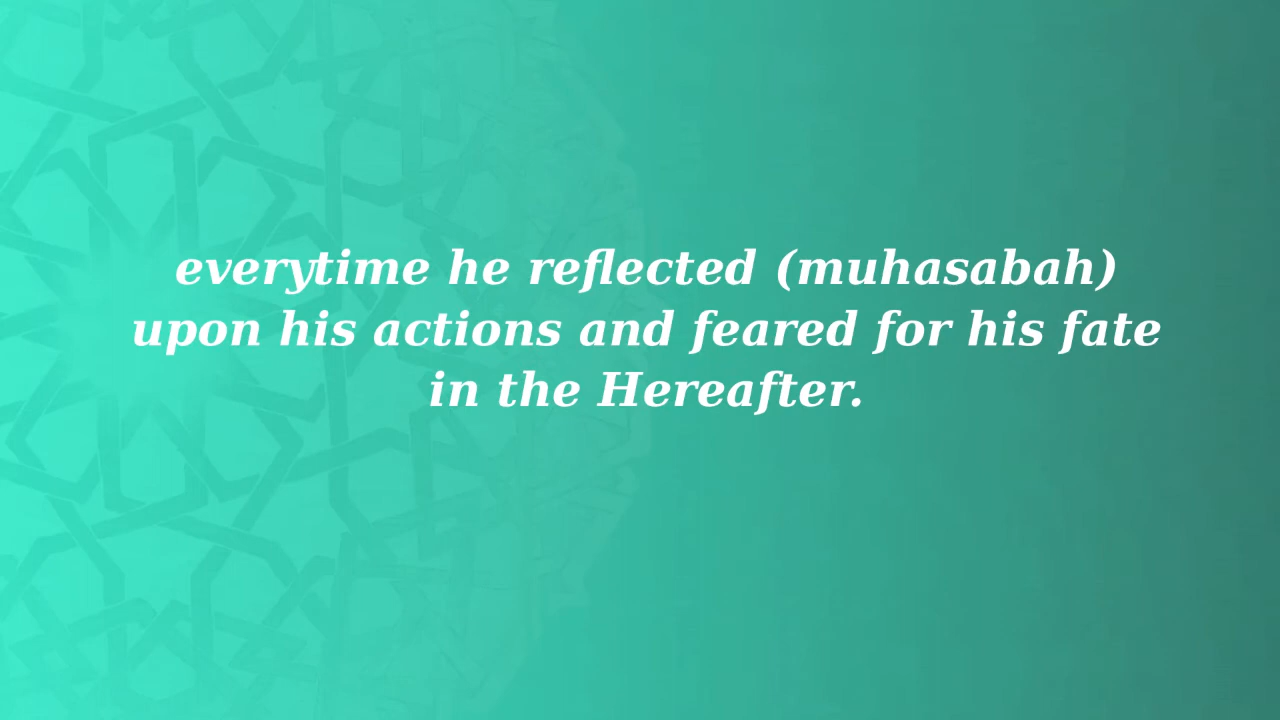 everytime he reflected (muhasabah)
upon his actions and feared for his fate
in the Hereafter.